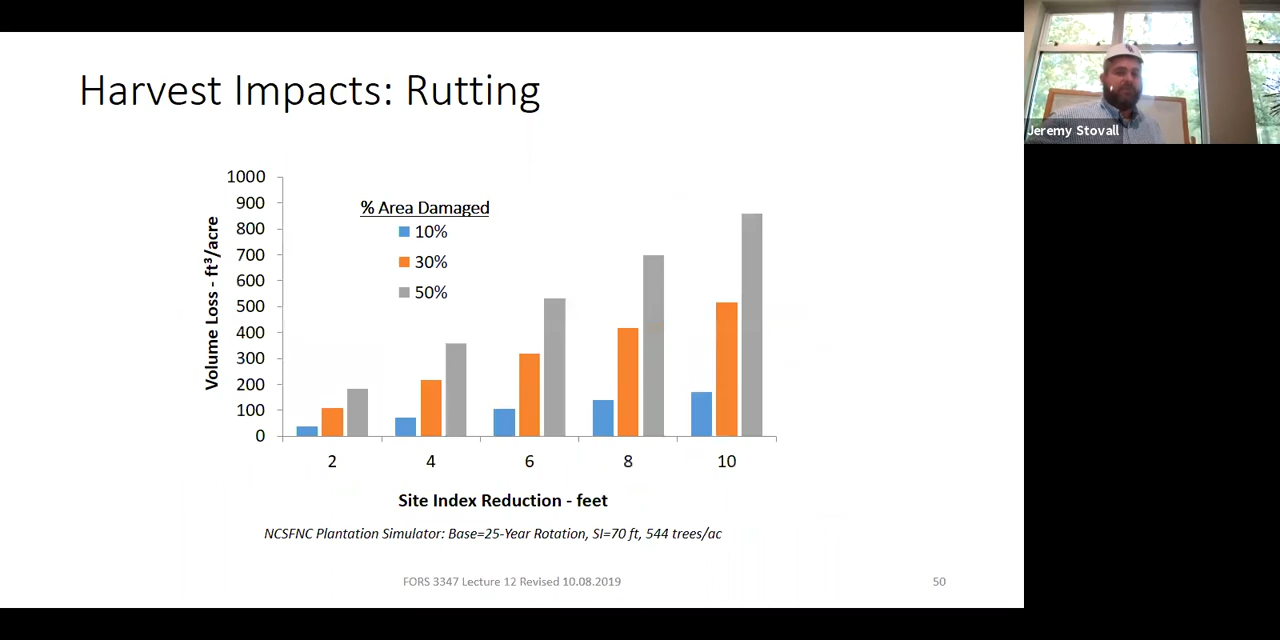 Harvest Impacts: Rutting
Jeremy Stovall
Volume Loss - ft³/acre
1000
900
800
700
600
500
400
300
200
100
0
% Area Damaged
10%
30%
50%
2 4 6 8 10
Site Index Reduction - feet
NCSFNC Plantation Simulator: Base=25-Year Rotation, SI=70 ft, 544 trees/ac
FORS 3347 Lecture 12 Revised 10.08.2019 50